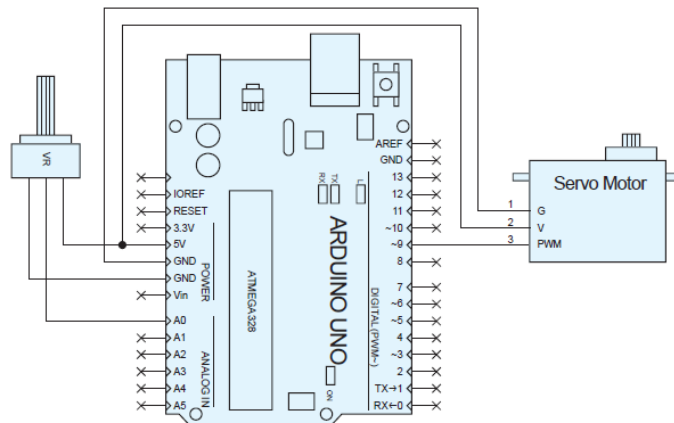 VR
IOREF
RESET
3.3V
5V
GND
GND
Vin
A0
A1
A2
A3
A4
A5
POWER
ANALOG IN
ATMEGA328
RX
TX
L
ARDUINO UNO
ON
DIGITAL (PWM~)
AREF
GND
13
12
11
~10
~9
8
7
~6
~5
4
~3
2
TX→1
RX←0
Servo Motor
1 G
2 V
3 PWM